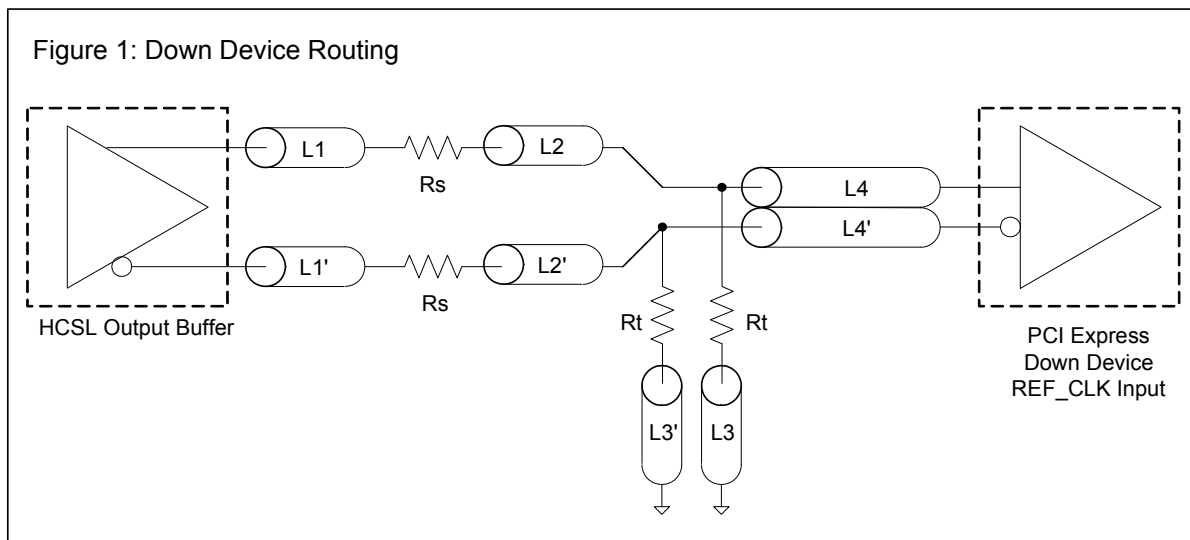 Figure 1: Down Device Routing
L1
Rs
L2
L4
L4'
L1'
Rs
L2'
HCSL Output Buffer
Rt
Rt
L3'
L3
PCI Express
Down Device
REF_CLK Input